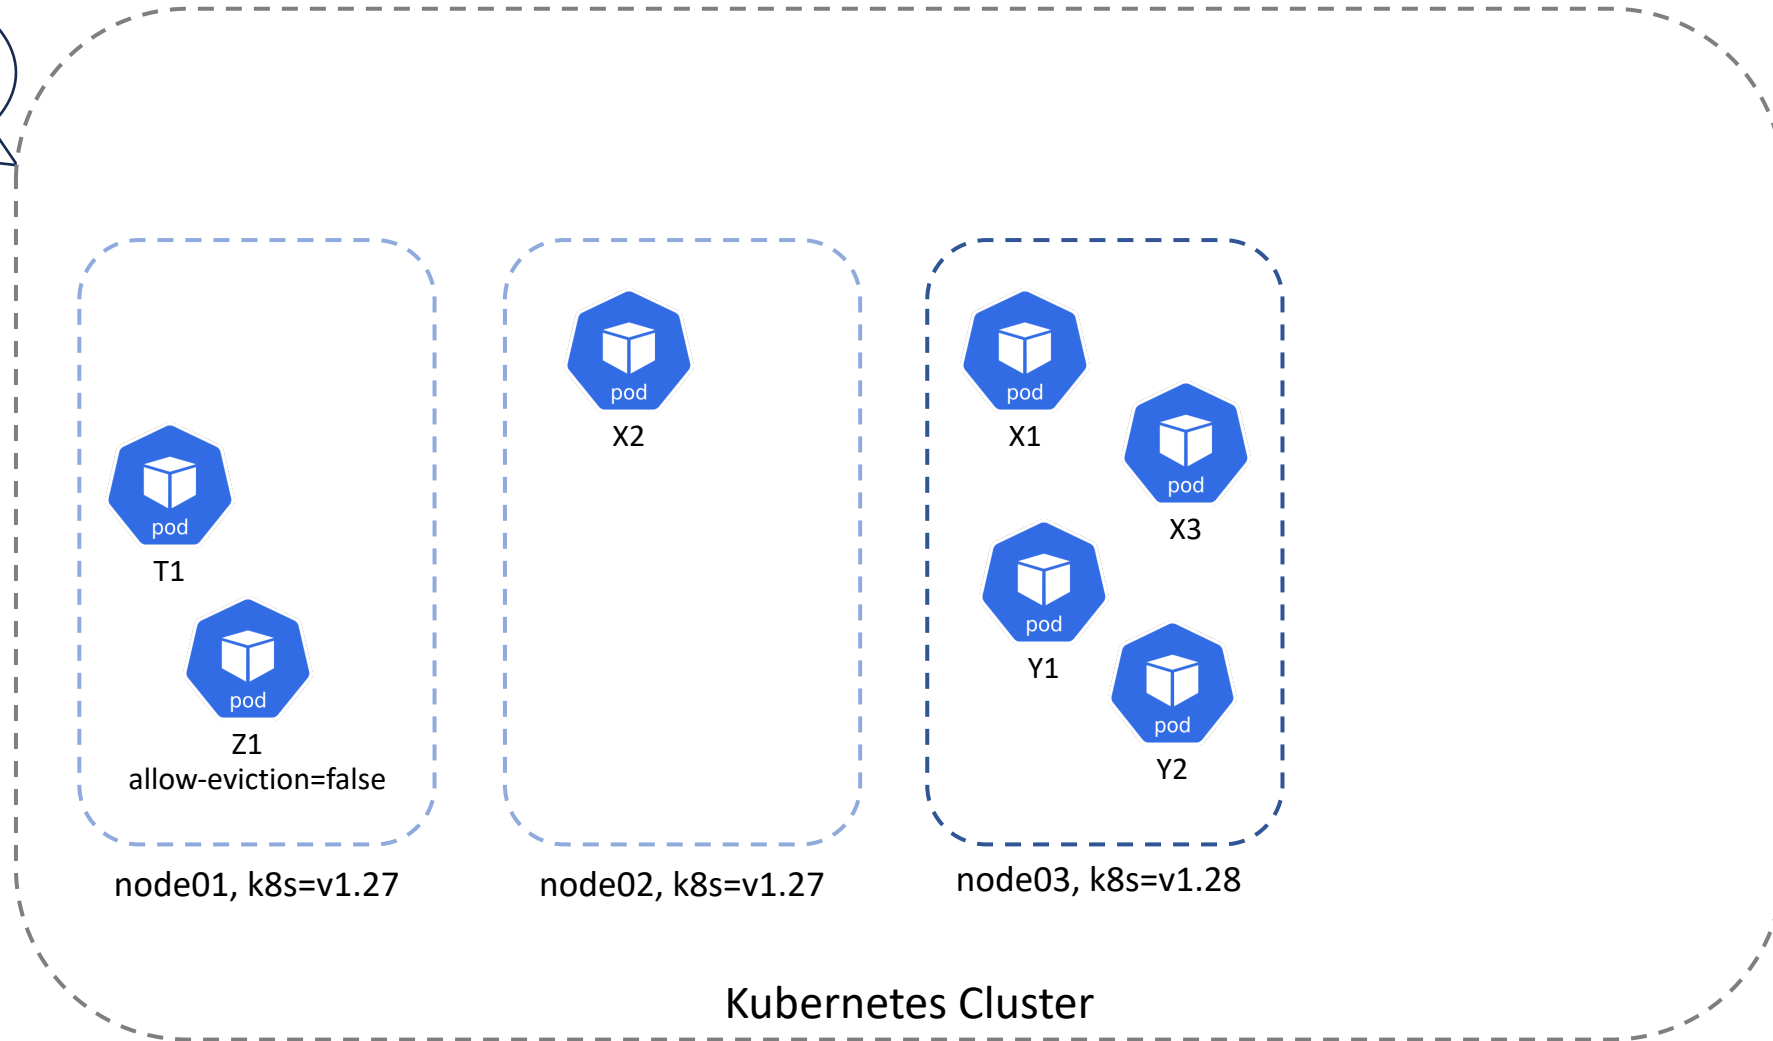 pod
T1
pod
Z1
allow-eviction=false
node01, k8s=v1.27
pod
X2
node02, k8s=v1.27
pod
X1
pod
X3
pod
Y1
pod
Y2
node03, k8s=v1.28
Kubernetes Cluster